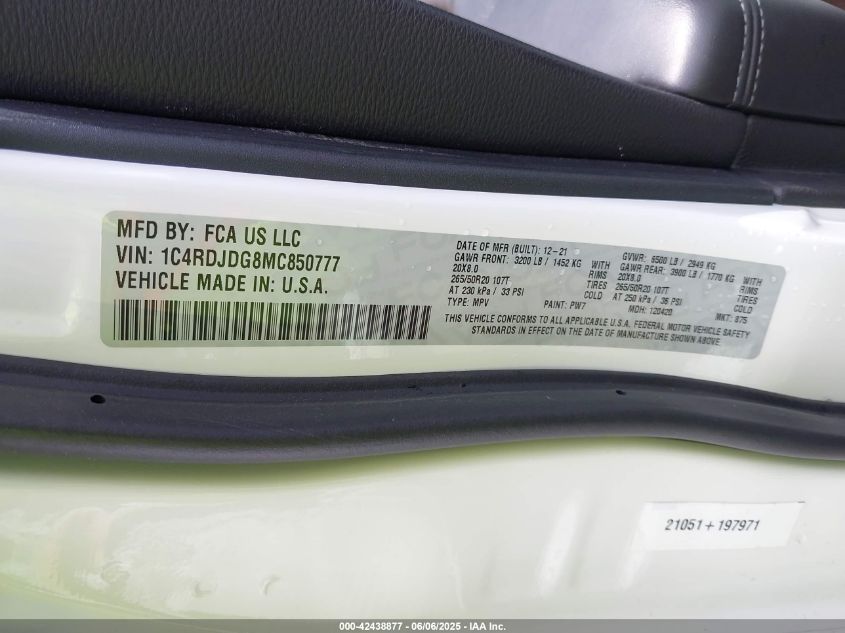 MFD BY: FCA US LLC
VIN: 1C4RDJDG8MC850777
VEHICLE MADE IN: U.S.A.
DATE OF MFR (BUILT): 12-21 GVWR: 6500 LB / 2949 KG
GAWR FRONT: 3200 LB / 1452 KG WITH GAWR REAR: 3900 LB / 1770 KG WITH
20X8.0 RIMS 20X8.0 RIMS
265/50R20 107T TIRES 265/50R20 107T TIRES
AT 230 kPa / 33 PSI COLD AT 250 kPa / 36 PSI COLD
TYPE: MPV PAINT: PW7 MDH: 120420 MKT: 875
THIS VEHICLE CONFORMS TO ALL APPLICABLE U.S.A. FEDERAL MOTOR VEHICLE SAFETY
STANDARDS IN EFFECT ON THE DATE OF MANUFACTURE SHOWN ABOVE.
21051+197971
000-42438877 - 06/06/2025 - IAA Inc.